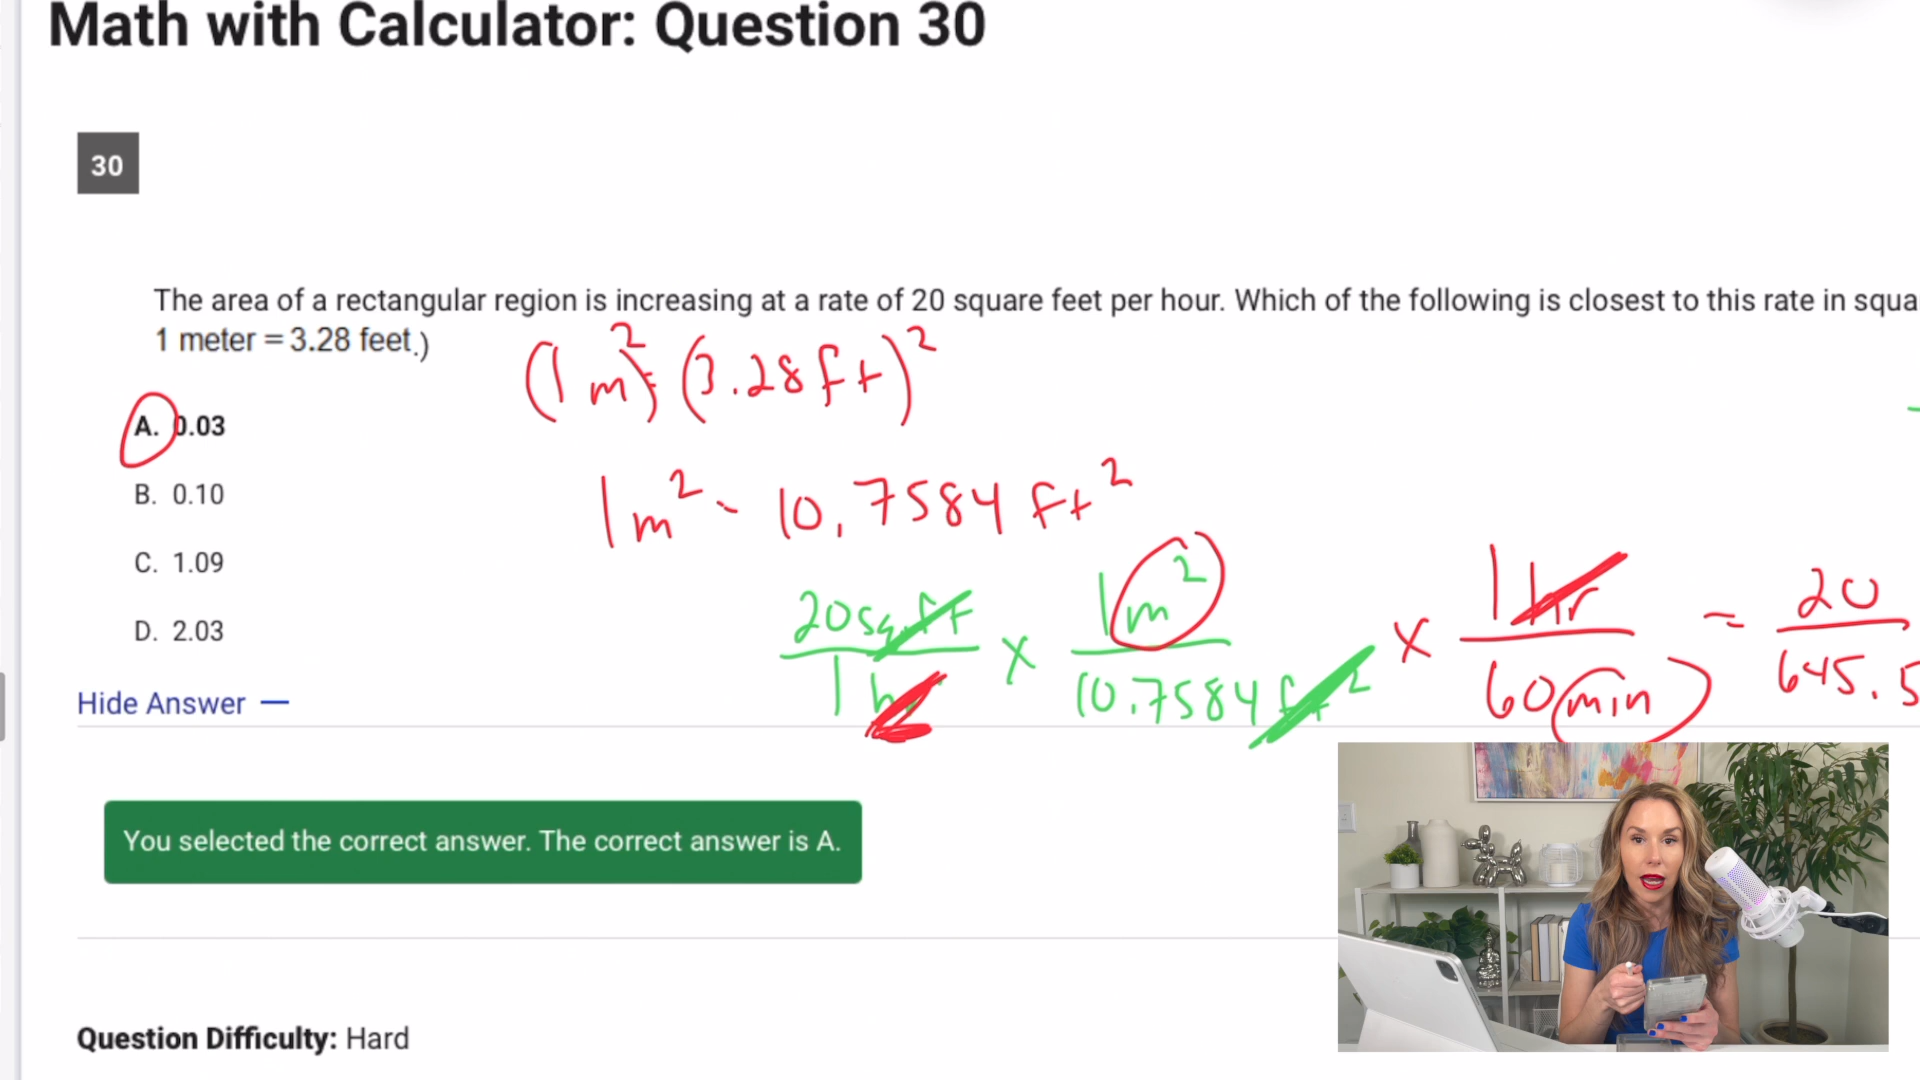 Math with Calculator: Question 30
30
The area of a rectangular region is increasing at a rate of 20 square feet per hour. Which of the following is closest to this rate in squa
1 meter = 3.28 feet.)
(1 m)² = (3.28 ft)²
A. 0.03
B. 0.10
1 m² = 10.7584 ft²
C. 1.09
D. 2.03
20 sq. ft / 1 hr × 1 m² / 10.7584 ft² × 1 hr / 60 min = 20 / 645.5
Hide Answer —
You selected the correct answer. The correct answer is A.
Question Difficulty: Hard